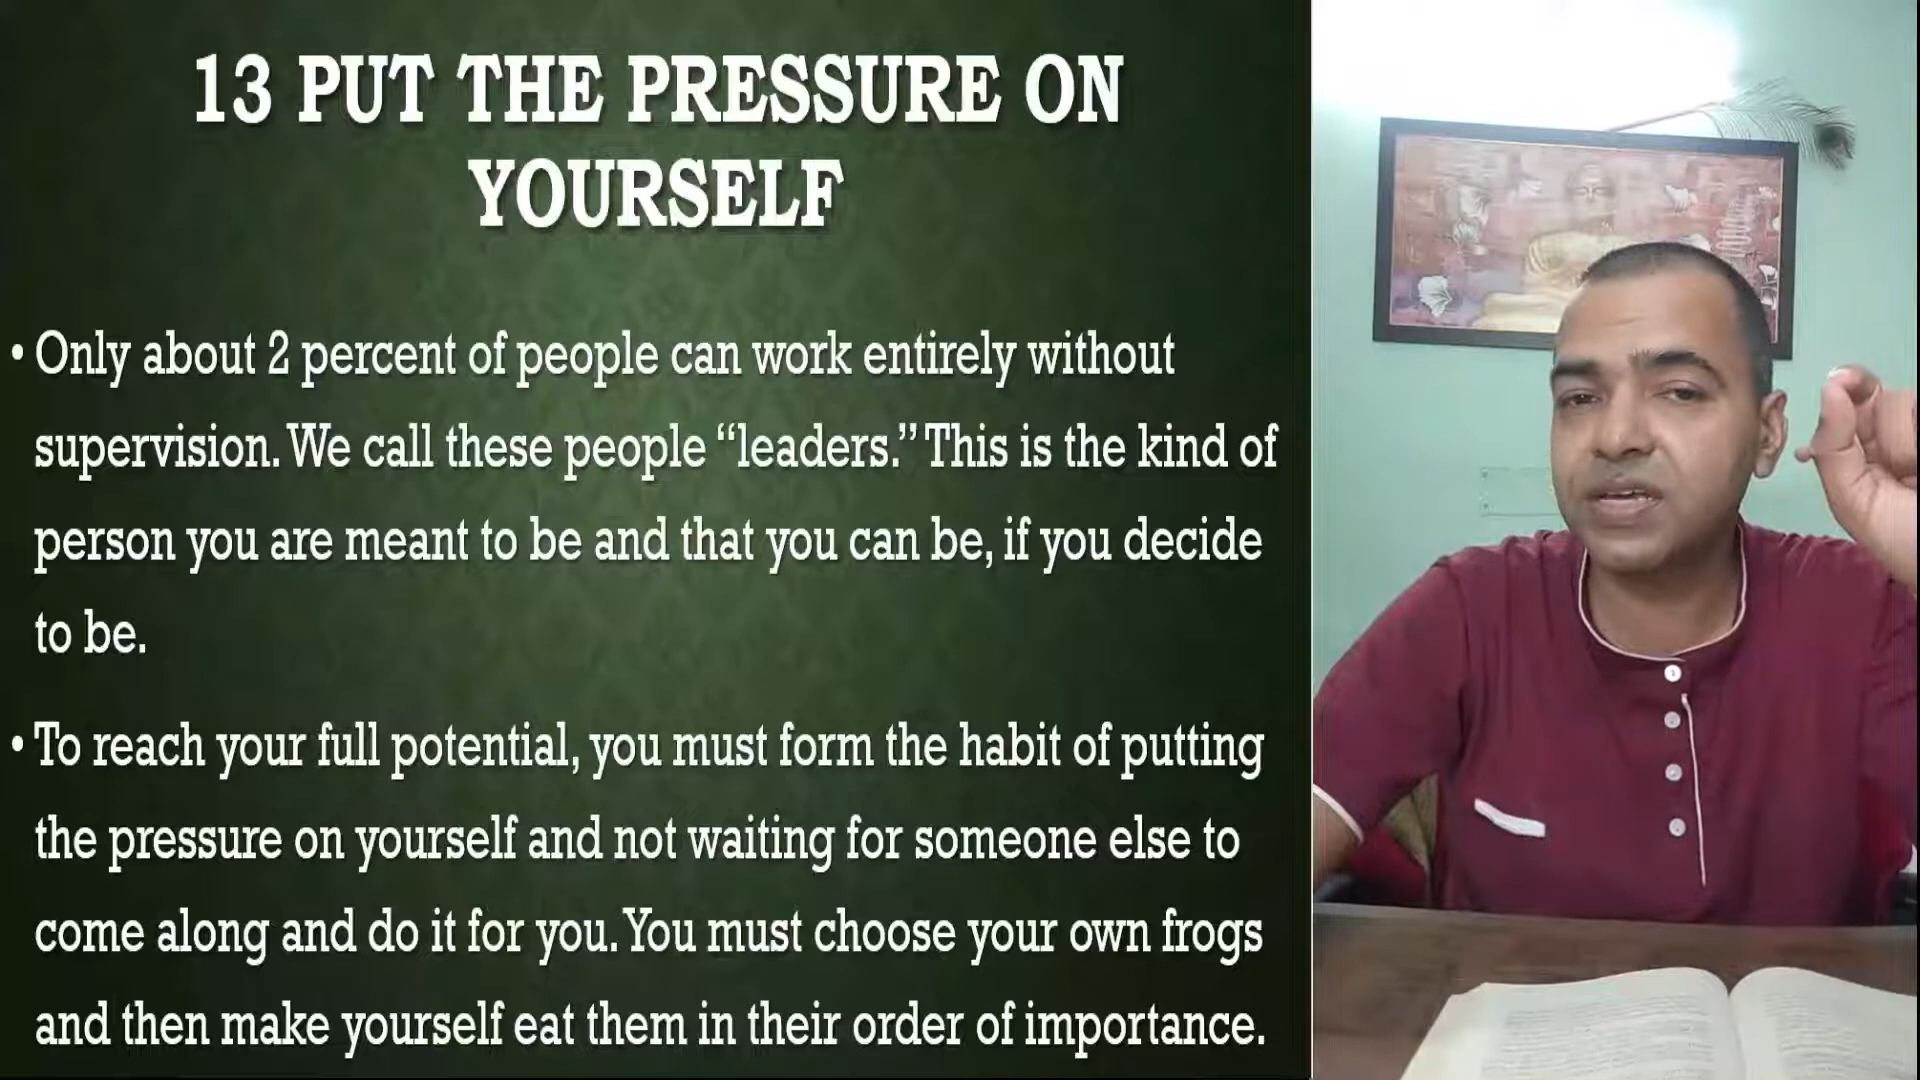 13 PUT THE PRESSURE ON
YOURSELF
• Only about 2 percent of people can work entirely without
supervision. We call these people “leaders.” This is the kind of
person you are meant to be and that you can be, if you decide
to be.
• To reach your full potential, you must form the habit of putting
the pressure on yourself and not waiting for someone else to
come along and do it for you. You must choose your own frogs
and then make yourself eat them in their order of importance.